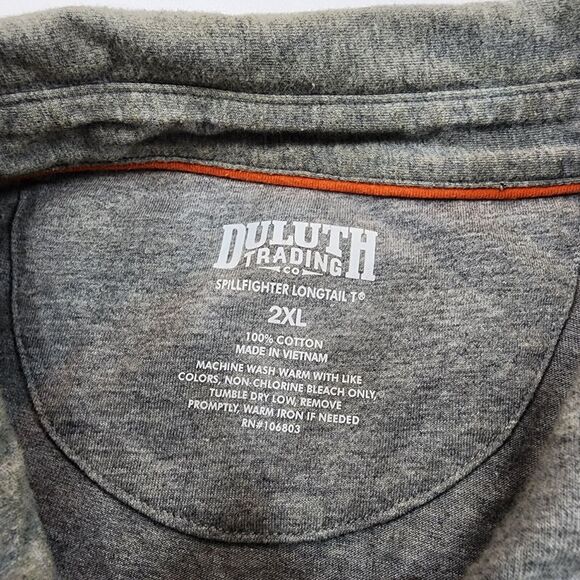 DULUTH
TRADING
CO
SPILLFIGHTER LONGTAIL T®
2XL
100% COTTON
MADE IN VIETNAM
MACHINE WASH WARM WITH LIKE
COLORS, NON-CHLORINE BLEACH ONLY,
TUMBLE DRY LOW, REMOVE
PROMPTLY, WARM IRON IF NEEDED
RN#106803